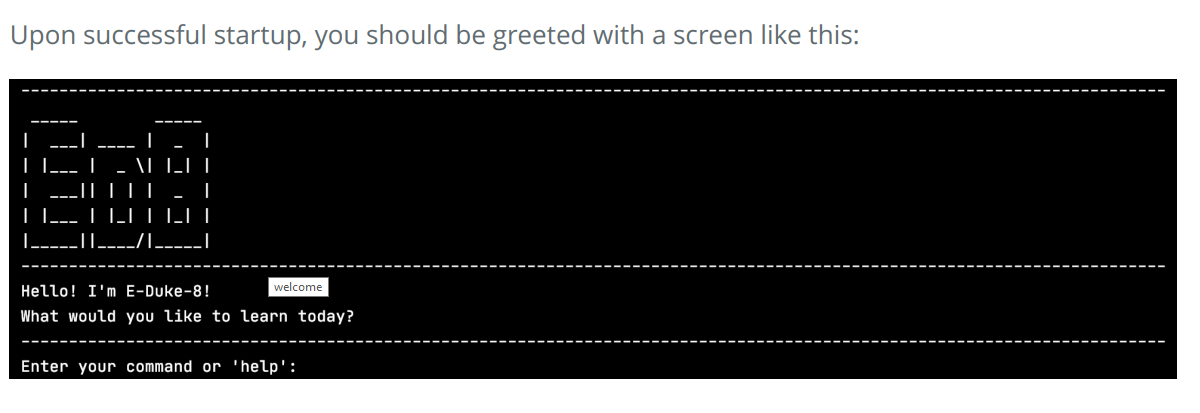 Upon successful startup, you should be greeted with a screen like this:
------------------------------------------------------------------------------------------------------------------------
 _____        _____
|  ___| ____ |  _  |
| |___ |  _ \| |_| |
|  ___|| | | |  _  |
| |___ | |_| | |_| |
|_____||____/|_____|
------------------------------------------------------------------------------------------------------------------------
Hello! I'm E-Duke-8!
welcome
What would you like to learn today?
------------------------------------------------------------------------------------------------------------------------
Enter your command or 'help':